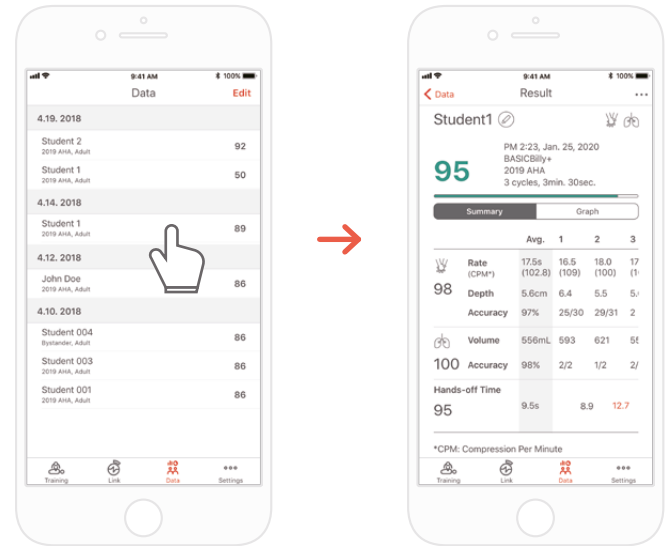 9:41 AM 100%
Data Edit
4.19. 2018
Student 2 92
2019 AHA, Adult
Student 1 50
2019 AHA, Adult
4.14. 2018
Student 1 89
2019 AHA, Adult
4.12. 2018
John Doe 86
2019 AHA, Adult
4.10. 2018
Student 004 86
Bystander, Adult
Student 003 86
2019 AHA, Adult
Student 001 86
2019 AHA, Adult
Training Link Data Settings
9:41 AM 100%
Data Result ...
Student1
95
PM 2:23, Jan. 25, 2020
BASICBilly+
2019 AHA
3 cycles, 3min. 30sec.
Summary Graph
Avg. 1 2 3
Rate 17.5s 16.5 18.0 17
(CPM*) (102.8) (109) (100) (1
98 Depth 5.6cm 6.4 5.5 5.
Accuracy 97% 25/30 29/31 2
Volume 556mL 593 621
100 Accuracy 98% 2/2 1/2 2/
Hands-off Time
95 9.5s 8.9 12.7
*CPM: Compression Per Minute
Training Link Data Settings